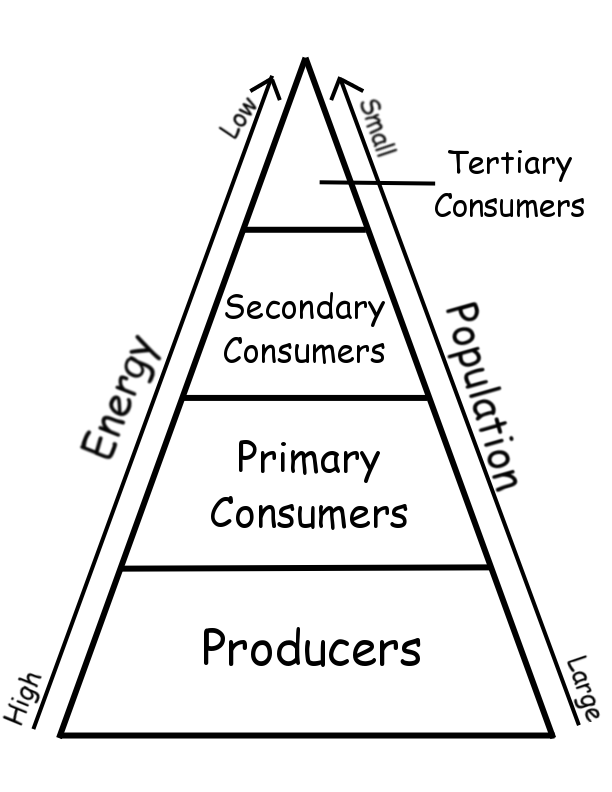 Low
Small
Tertiary
Consumers
Secondary
Consumers
Energy
Population
Primary
Consumers
Producers
High
Large